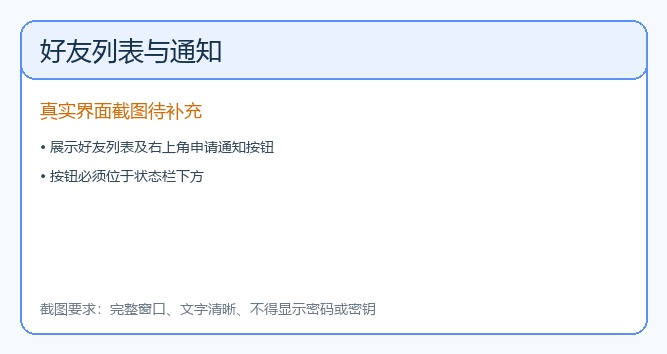 好友列表与通知
真实界面截图待补充
• 展示好友列表及右上角申请通知按钮
• 按钮必须位于状态栏下方
截图要求：完整窗口、文字清晰、不得显示密码或密钥